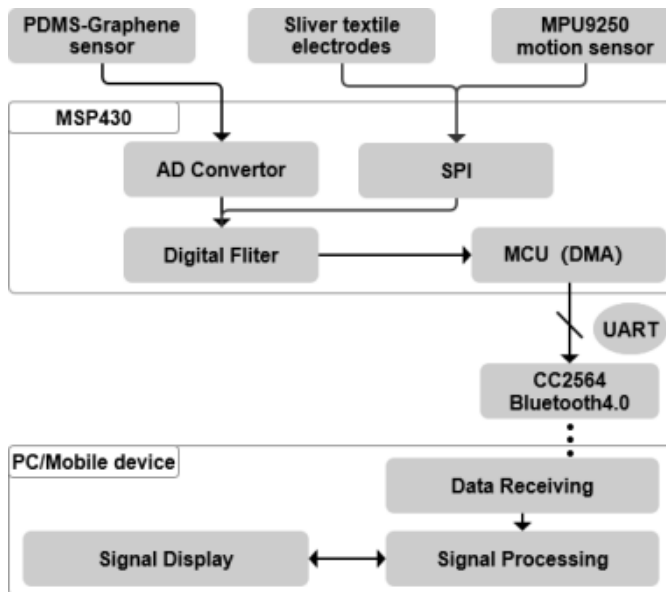 PDMS-Graphene
sensor
Sliver textile
electrodes
MPU9250
motion sensor
MSP430
AD Convertor
SPI
Digital Fliter
MCU (DMA)
UART
CC2564
Bluetooth4.0
PC/Mobile device
Data Receiving
Signal Display
Signal Processing